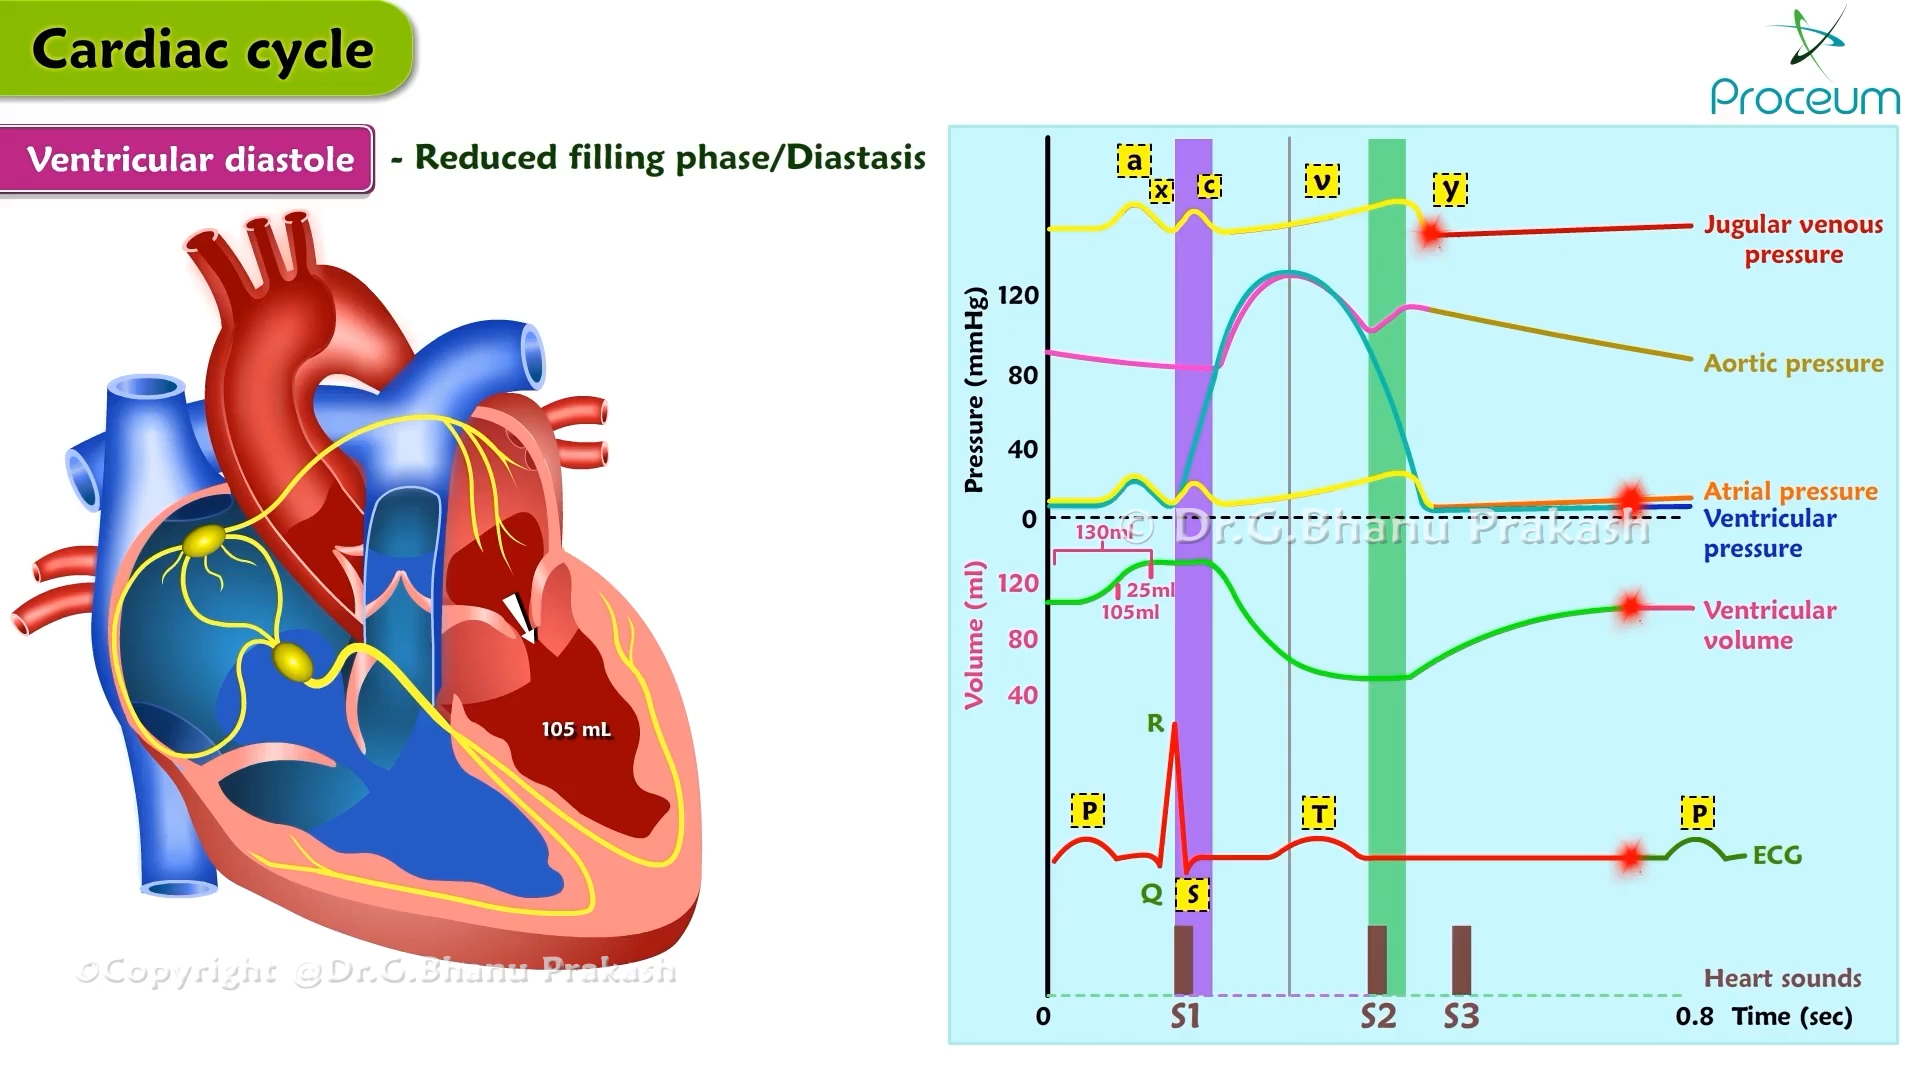 Cardiac cycle
Proceum
Ventricular diastole - Reduced filling phase/Diastasis
a
x
c
v
y
Jugular venous
pressure
Pressure (mmHg)
120
80
40
0
Aortic pressure
Atrial pressure
Ventricular
pressure
© Dr.G.Bhanu Prakash
130ml
25ml
105ml
Volume (ml)
120
80
40
Ventricular
volume
105 mL
R
P
T
P
ECG
Q
S
©Copyright @Dr.G.Bhanu Prakash
Heart sounds
S1
S2
S3
0
0.8 Time (sec)